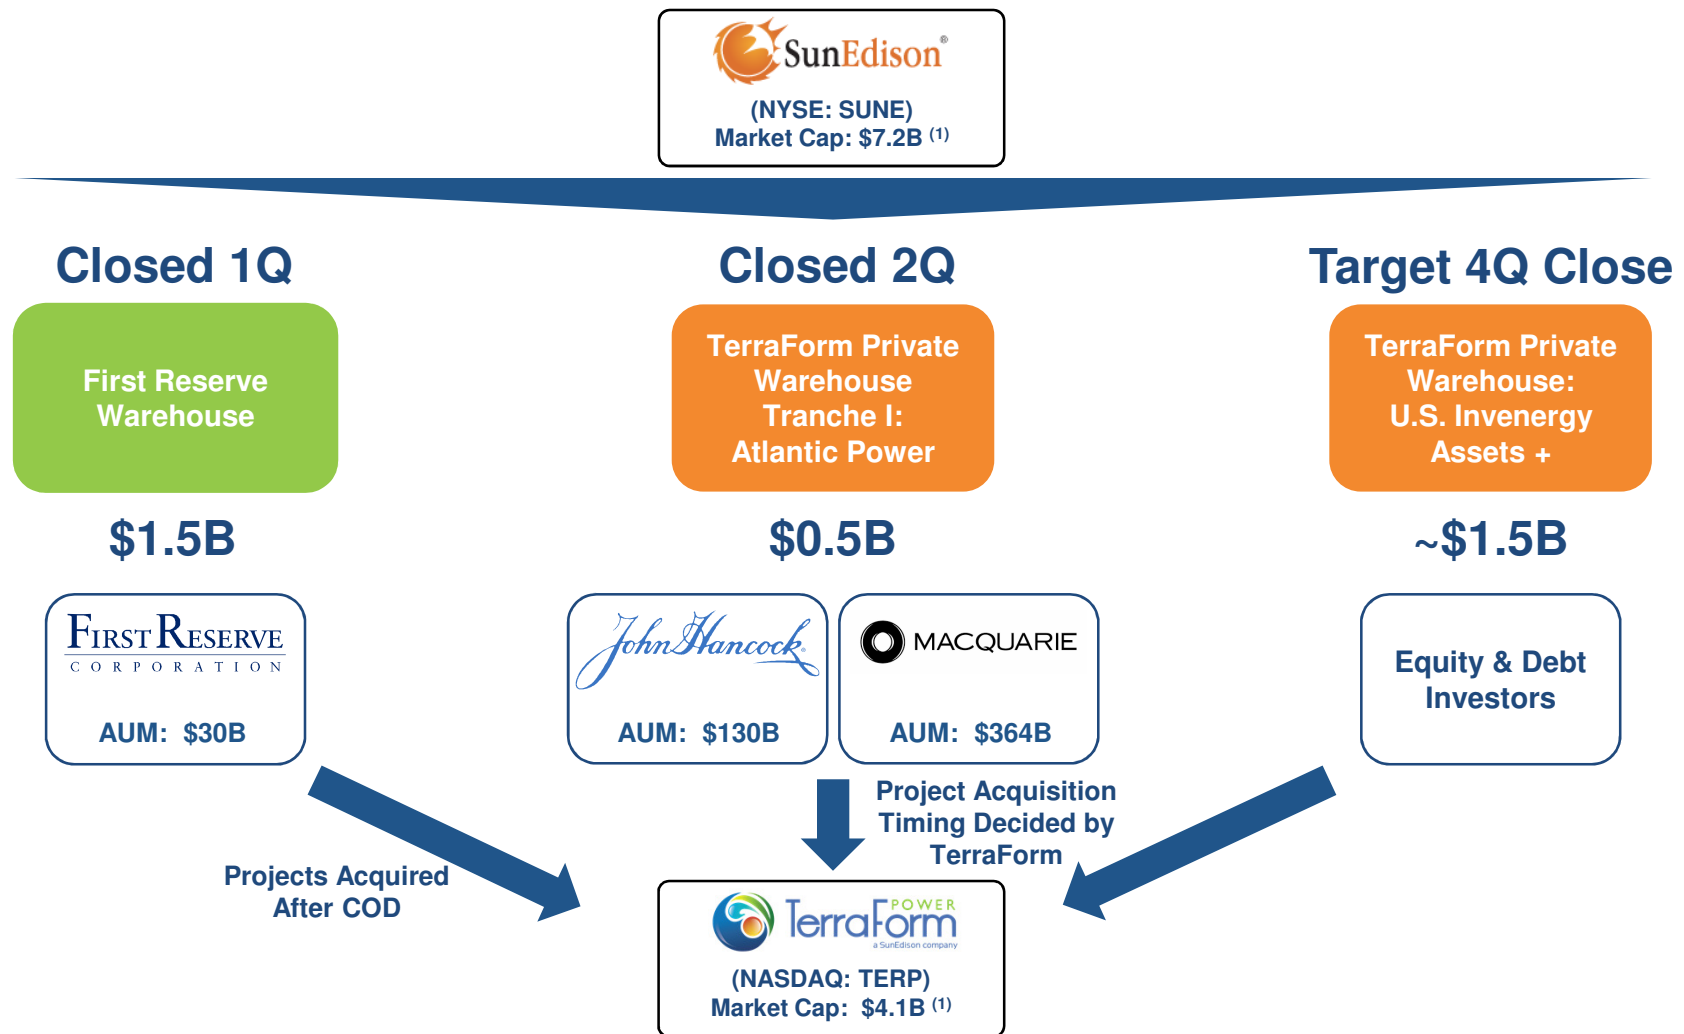 SunEdison®
(NYSE: SUNE)
Market Cap: $7.2B (1)
Closed 1Q
Closed 2Q
Target 4Q Close
First Reserve
Warehouse
TerraForm Private
Warehouse
Tranche I:
Atlantic Power
TerraForm Private
Warehouse:
U.S. Invenergy
Assets +
$1.5B
$0.5B
~$1.5B
FIRST RESERVE
CORPORATION
AUM: $30B
John Hancock®
AUM: $130B
MACQUARIE
AUM: $364B
Equity & Debt
Investors
Projects Acquired
After COD
Project Acquisition
Timing Decided by
TerraForm
POWER
TerraForm
a SunEdison company
(NASDAQ: TERP)
Market Cap: $4.1B (1)